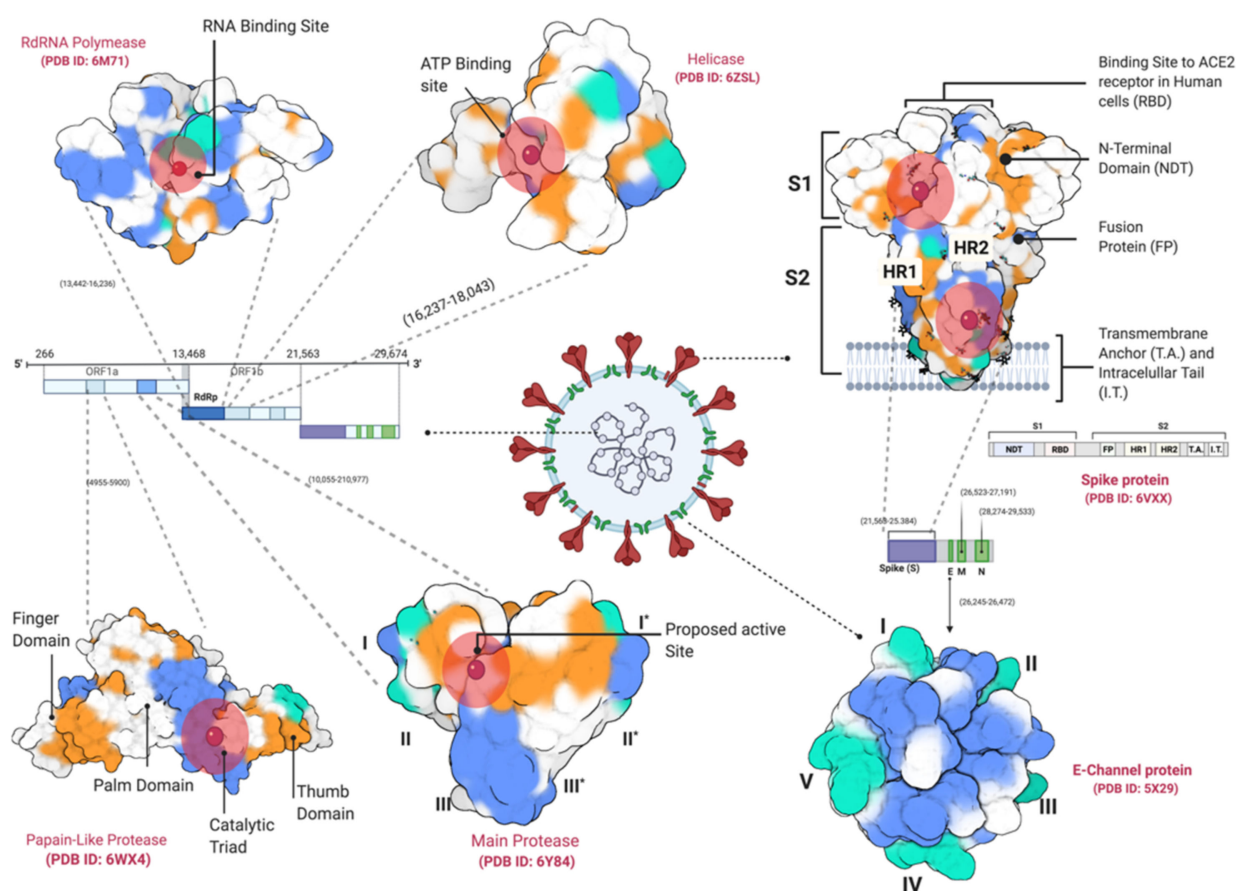 RdRNA Polymease
(PDB ID: 6M71)
RNA Binding Site
ATP Binding
site
Helicase
(PDB ID: 6ZSL)
Binding Site to ACE2
receptor in Human
cells (RBD)
N-Terminal
Domain (NDT)
Fusion
Protein (FP)
Transmembrane
Anchor (T.A.) and
Intracelullar Tail
(I.T.)
S1
S2
HR1
HR2
(13,442-16,236)
(16,237-18,043)
5'
266
13,468
21,563
-29,674
3'
ORF1a
ORF1b
RdRp
(4955-5900)
(10,055-210,977)
S1
S2
NDT
RBD
FP
HR1
HR2
T.A.
I.T.
Spike protein
(PDB ID: 6VXX)
(26,523-27,191)
(28,274-29,533)
(21,563-25.384)
Spike (S)
E
M
N
(26,245-26,472)
Finger
Domain
Palm Domain
Catalytic
Triad
Thumb
Domain
Papain-Like Protease
(PDB ID: 6WX4)
I
II
III
I*
II*
III*
Proposed active
Site
Main Protease
(PDB ID: 6Y84)
I
II
III
IV
V
E-Channel protein
(PDB ID: 5X29)